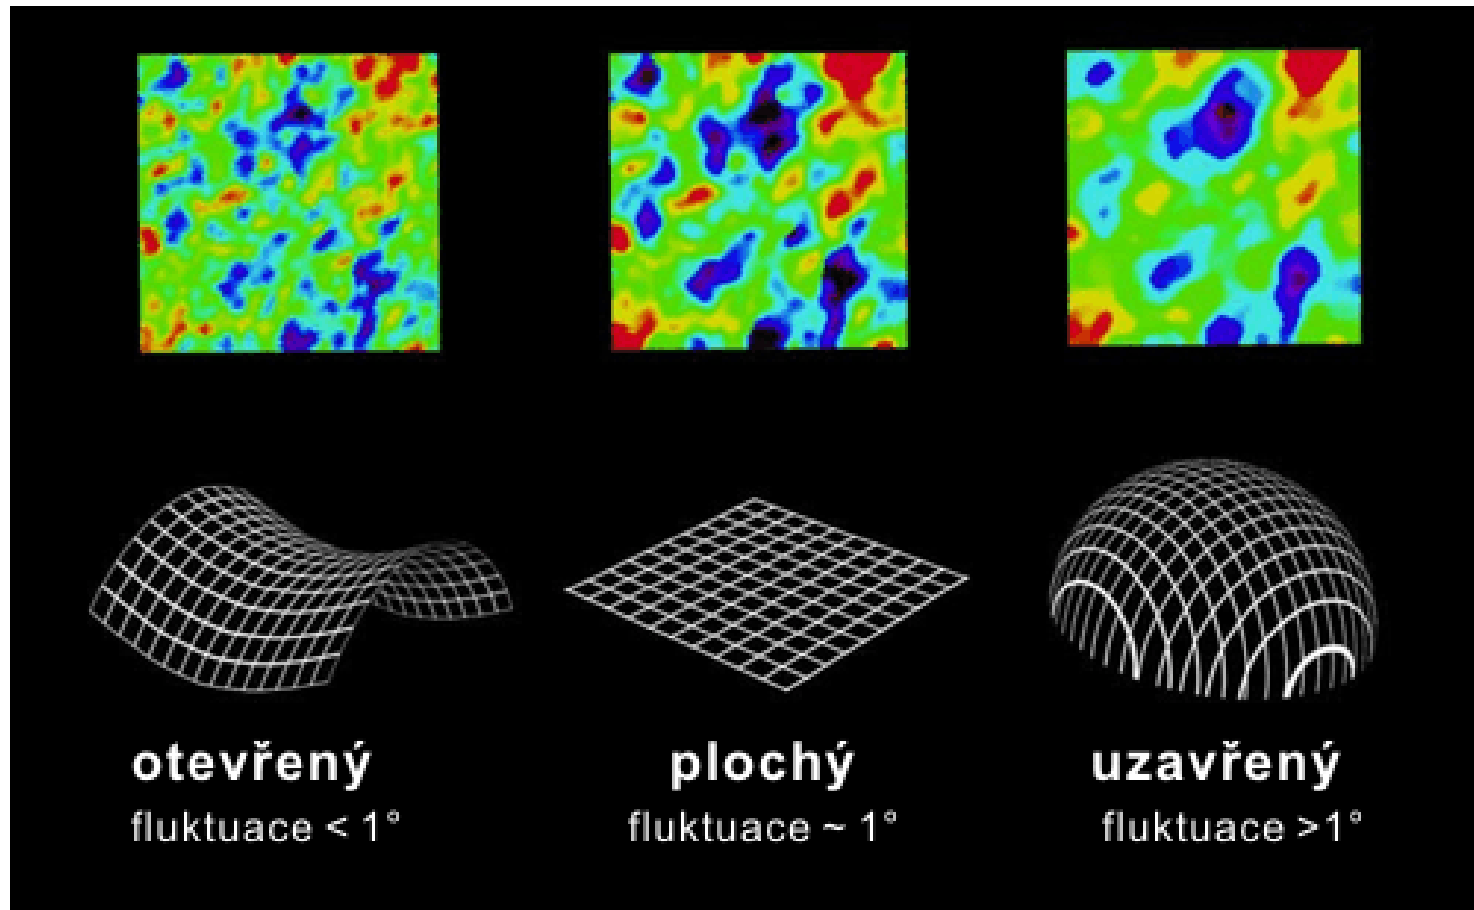 otevřený
fluktuace < 1°
plochý
fluktuace ~ 1°
uzavřený
fluktuace >1°